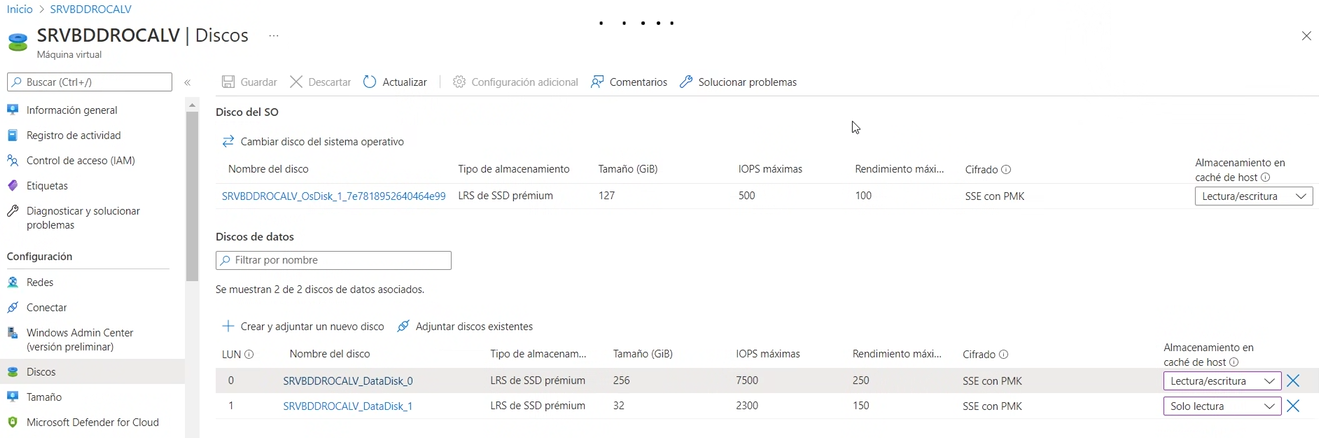 Inicio > SRVBDDROCALV
SRVBDDROCALV | Discos ...
Máquina virtual
Buscar (Ctrl+/) «
Información general
Registro de actividad
Control de acceso (IAM)
Etiquetas
Diagnosticar y solucionar
problemas
Configuración
Redes
Conectar
Windows Admin Center
(versión preliminar)
Discos
Tamaño
Microsoft Defender for Cloud
Guardar Descartar Actualizar Configuración adicional Comentarios Solucionar problemas
Disco del SO
Cambiar disco del sistema operativo
Nombre del disco Tipo de almacenamiento Tamaño (GiB) IOPS máximas Rendimiento máxi... Cifrado Almacenamiento en
caché de host
SRVBDDROCALV_OsDisk_1_7e7818952640464e99 LRS de SSD prémium 127 500 100 SSE con PMK Lectura/escritura
Discos de datos
Filtrar por nombre
Se muestran 2 de 2 discos de datos asociados.
Crear y adjuntar un nuevo disco Adjuntar discos existentes
LUN Nombre del disco Tipo de almacenam... Tamaño (GiB) IOPS máximas Rendimiento máxi... Cifrado Almacenamiento en
caché de host
0 SRVBDDROCALV_DataDisk_0 LRS de SSD prémium 256 7500 250 SSE con PMK Lectura/escritura
1 SRVBDDROCALV_DataDisk_1 LRS de SSD prémium 32 2300 150 SSE con PMK Solo lectura